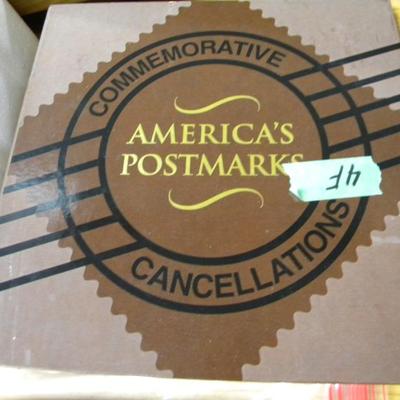 COMMEMORATIVE
AMERICA'S
POSTMARKS
4F
CANCELLATIONS